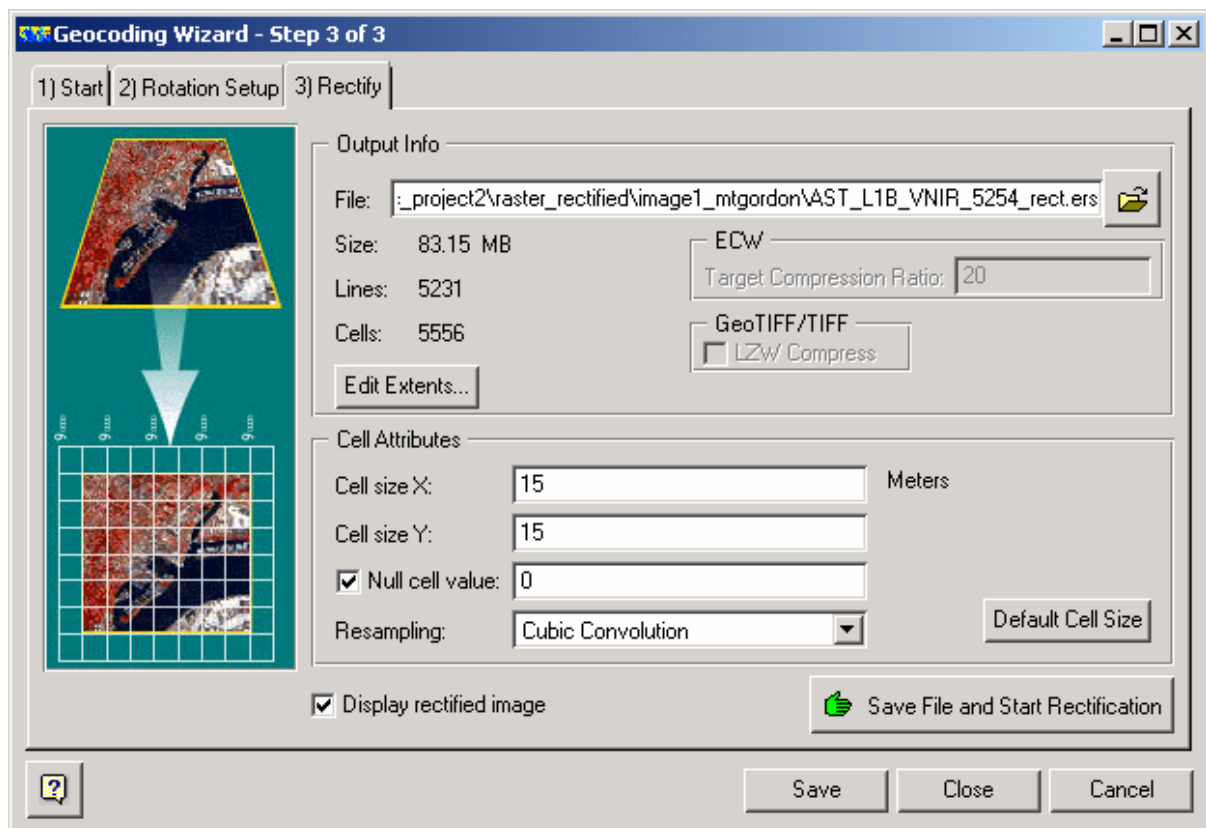 Geocoding Wizard - Step 3 of 3
1) Start 2) Rotation Setup 3) Rectify
Output Info
File: :_project2\raster_rectified\image1_mtgordon\AST_L1B_VNIR_5254_rect.ers
Size: 83.15 MB
ECW
Target Compression Ratio: 20
Lines: 5231
Cells: 5556
GeoTIFF/TIFF
LZW Compress
Edit Extents...
Cell Attributes
Cell size X: 15 Meters
Cell size Y: 15
Null cell value: 0
Resampling: Cubic Convolution
Default Cell Size
Display rectified image
Save File and Start Rectification
? Save Close Cancel